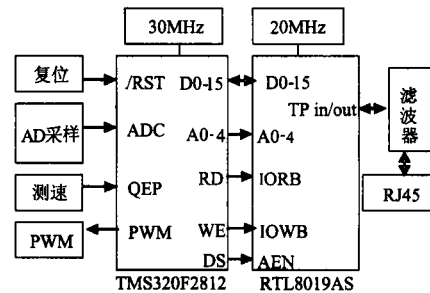 30MHz 20MHz
复位 /RST D0-15 D0-15
TP in/out 滤波器
AD采样 ADC A0-4 A0-4
测速 QEP RD IORB RJ45
PWM PWM WE IOWB
DS AEN
TMS320F2812 RTL8019AS